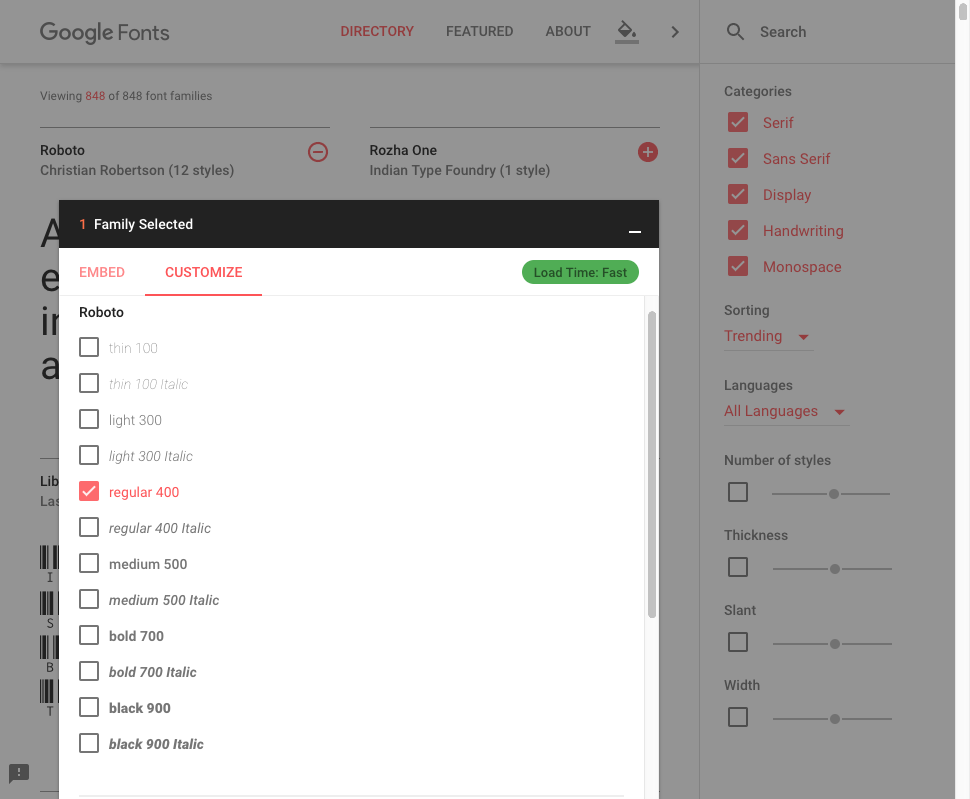 Google Fonts
DIRECTORY
FEATURED
ABOUT
Search
Viewing 848 of 848 font families
Roboto
Christian Robertson (12 styles)
Rozha One
Indian Type Foundry (1 style)
1 Family Selected
EMBED
CUSTOMIZE
Load Time: Fast
Roboto
thin 100
thin 100 Italic
light 300
light 300 Italic
regular 400
regular 400 Italic
medium 500
medium 500 Italic
bold 700
bold 700 Italic
black 900
black 900 Italic
I
S
B
T
Categories
Serif
Sans Serif
Display
Handwriting
Monospace
Sorting
Trending
Languages
All Languages
Number of styles
Thickness
Slant
Width